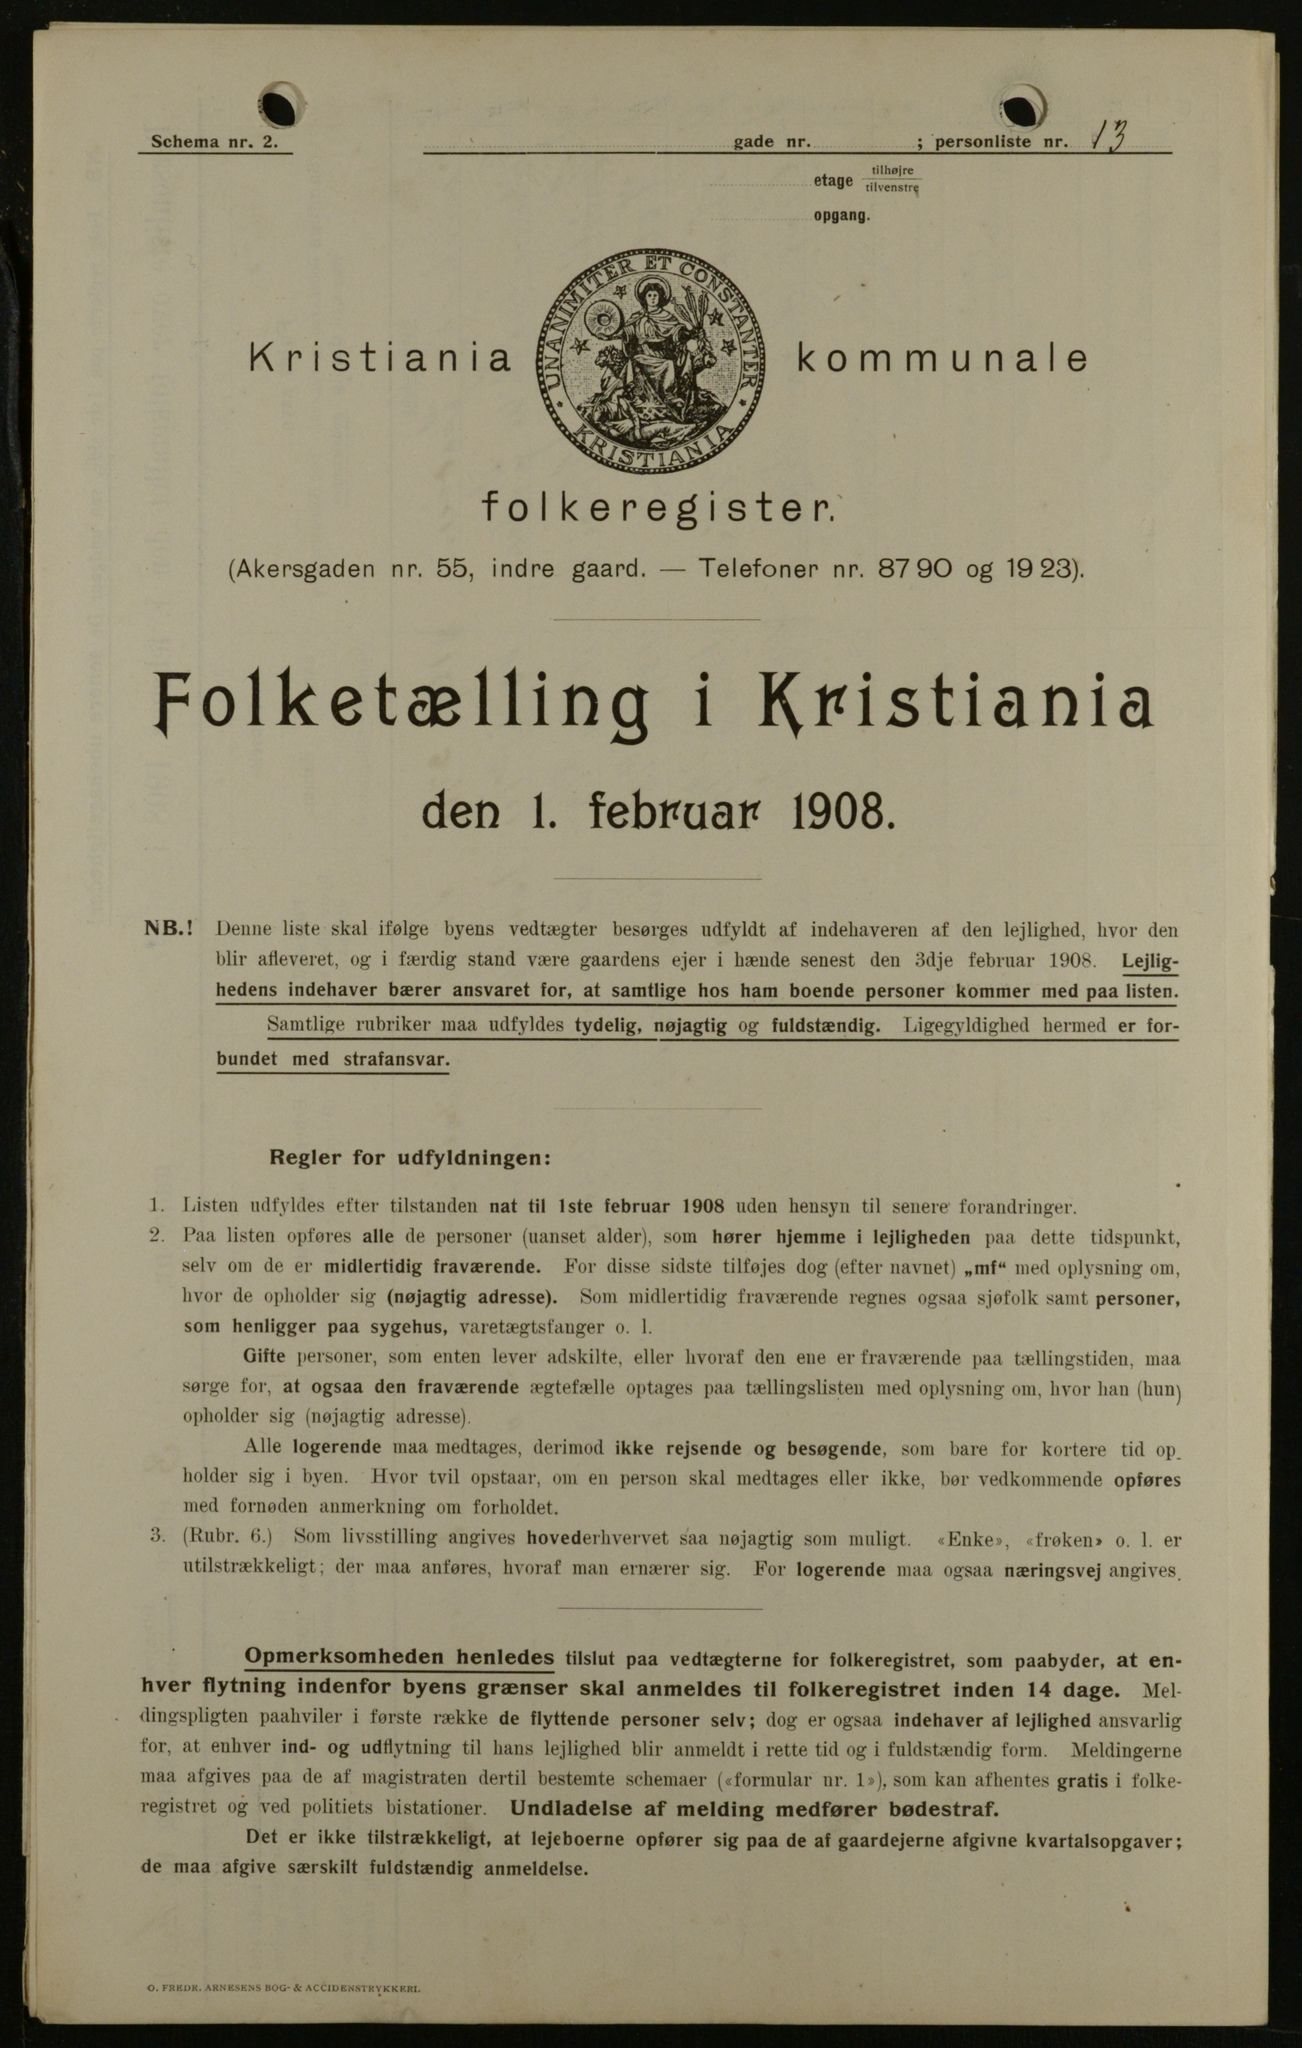 Schema nr. 2. gade nr. ; personliste nr. 13
etage tilhøjre
tilvenstre
opgang.
UNANIMITER ET CONSTANTER
KRISTIANIA
Kristiania kommunale
folkeregister.
(Akersgaden nr. 55, indre gaard. — Telefoner nr. 87 90 og 19 23).
Folketælling i Kristiania
den 1. februar 1908.
NB.! Denne liste skal ifølge byens vedtægter besørges udfyldt af indehaveren af den lejlighed, hvor den
blir afleveret, og i færdig stand være gaardens ejer i hænde senest den 3dje februar 1908. Lejlig-
hedens indehaver bærer ansvaret for, at samtlige hos ham boende personer kommer med paa listen.
Samtlige rubriker maa udfyldes tydelig, nøjagtig og fuldstændig. Ligegyldighed hermed er for-
bundet med strafansvar.
Regler for udfyldningen:
1. Listen udfyldes efter tilstanden nat til 1ste februar 1908 uden hensyn til senere forandringer.
2. Paa listen opføres alle de personer (uanset alder), som hører hjemme i lejligheden paa dette tidspunkt,
selv om de er midlertidig fraværende. For disse sidste tilføjes dog (efter navnet) „mf“ med oplysning om,
hvor de opholder sig (nøjagtig adresse). Som midlertidig fraværende regnes ogsaa sjøfolk samt personer,
som henligger paa sygehus, varetægtsfanger o. l.
Gifte personer, som enten lever adskilte, eller hvoraf den ene er fraværende paa tællingstiden, maa
sørge for, at ogsaa den fraværende ægtefælle optages paa tællingslisten med oplysning om, hvor han (hun)
opholder sig (nøjagtig adresse).
Alle logerende maa medtages, derimod ikke rejsende og besøgende, som bare for kortere tid op-
holder sig i byen. Hvor tvil opstaar, om en person skal medtages eller ikke, bør vedkommende opføres
med fornøden anmerkning om forholdet.
3. (Rubr. 6.) Som livsstilling angives hovederhvervet saa nøjagtig som muligt. «Enke», «frøken» o. l. er
utilstrækkeligt; der maa anføres, hvoraf man ernærer sig. For logerende maa ogsaa næringsvej angives.
Opmerksomheden henledes tilslut paa vedtægterne for folkeregistret, som paabyder, at en-
hver flytning indenfor byens grænser skal anmeldes til folkeregistret inden 14 dage. Mel-
dingspligten paahviler i første række de flyttende personer selv; dog er ogsaa indehaver af lejlighed ansvarlig
for, at enhver ind- og udflytning til hans lejlighed blir anmeldt i rette tid og i fuldstændig form. Meldingerne
maa afgives paa de af magistraten dertil bestemte schemaer («formular nr. 1»), som kan afhentes gratis i folke-
registret og ved politiets bistationer. Undladelse af melding medfører bødestraf.
Det er ikke tilstrækkeligt, at lejeboerne opfører sig paa de af gaardejerne afgivne kvartalsopgaver;
de maa afgive særskilt fuldstændig anmeldelse.
O. FREDR. ARNESENS BOG- & ACCIDENSTRYKKERI.